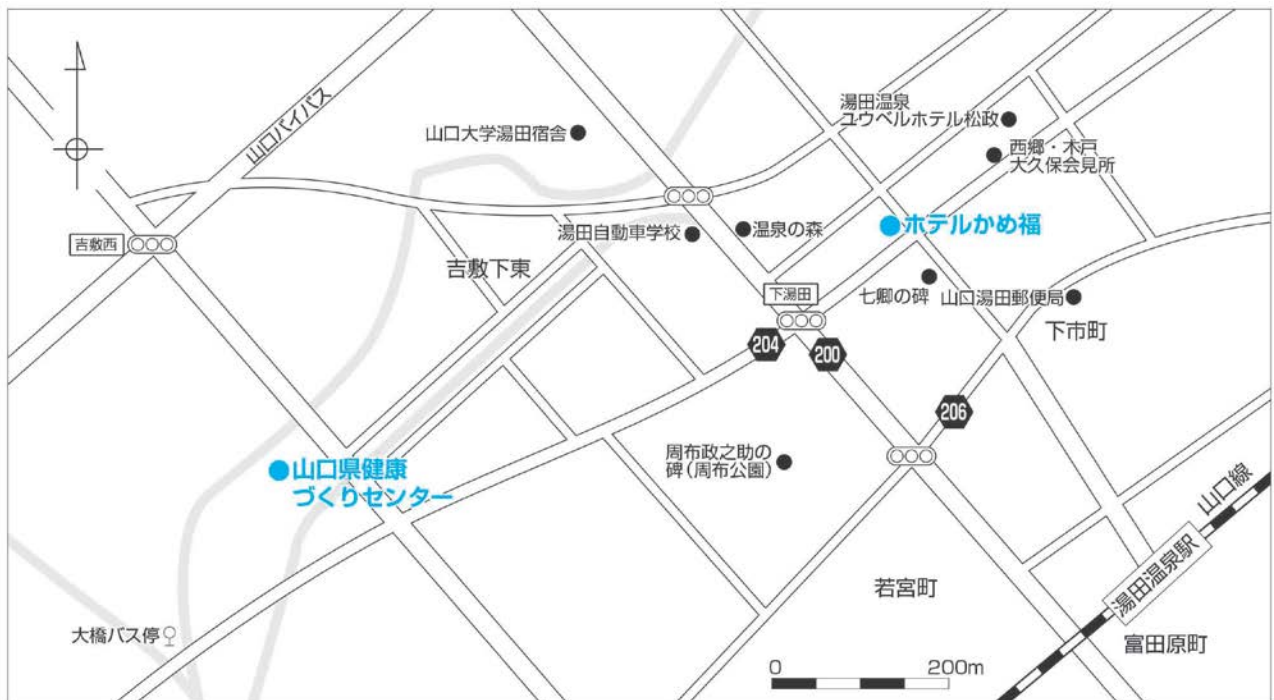 山口バイパス
山口大学湯田宿舎
湯田温泉
ユウベルホテル松政
西郷・木戸
大久保会見所
吉敷西
湯田自動車学校
温泉の森
ホテルかめ福
吉敷下東
下湯田
七卿の碑
山口湯田郵便局
下市町
204
200
206
山口県健康
づくりセンター
周布政之助の
碑(周布公園)
山口線
湯田温泉駅
若宮町
富田原町
大橋バス停
0
200m